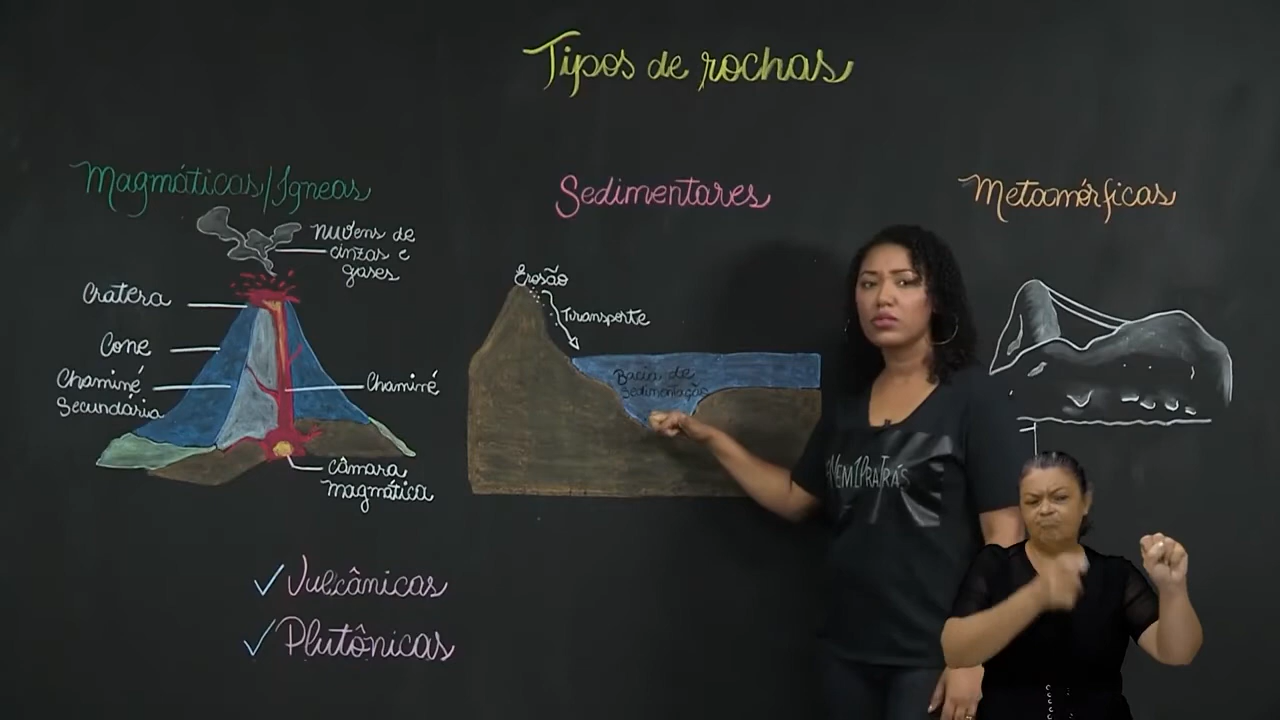 Tipos de rochas
Magmáticas/Ígneas
nuvens de
cinzas e
gases
Cratera
Cone
Chaminé
Secundária
Chaminé
câmara
magmática
✓ Vulcânicas
✓ Plutônicas
Sedimentares
Erosão
Transporte
Bacia de
Sedimentação
Metamórficas